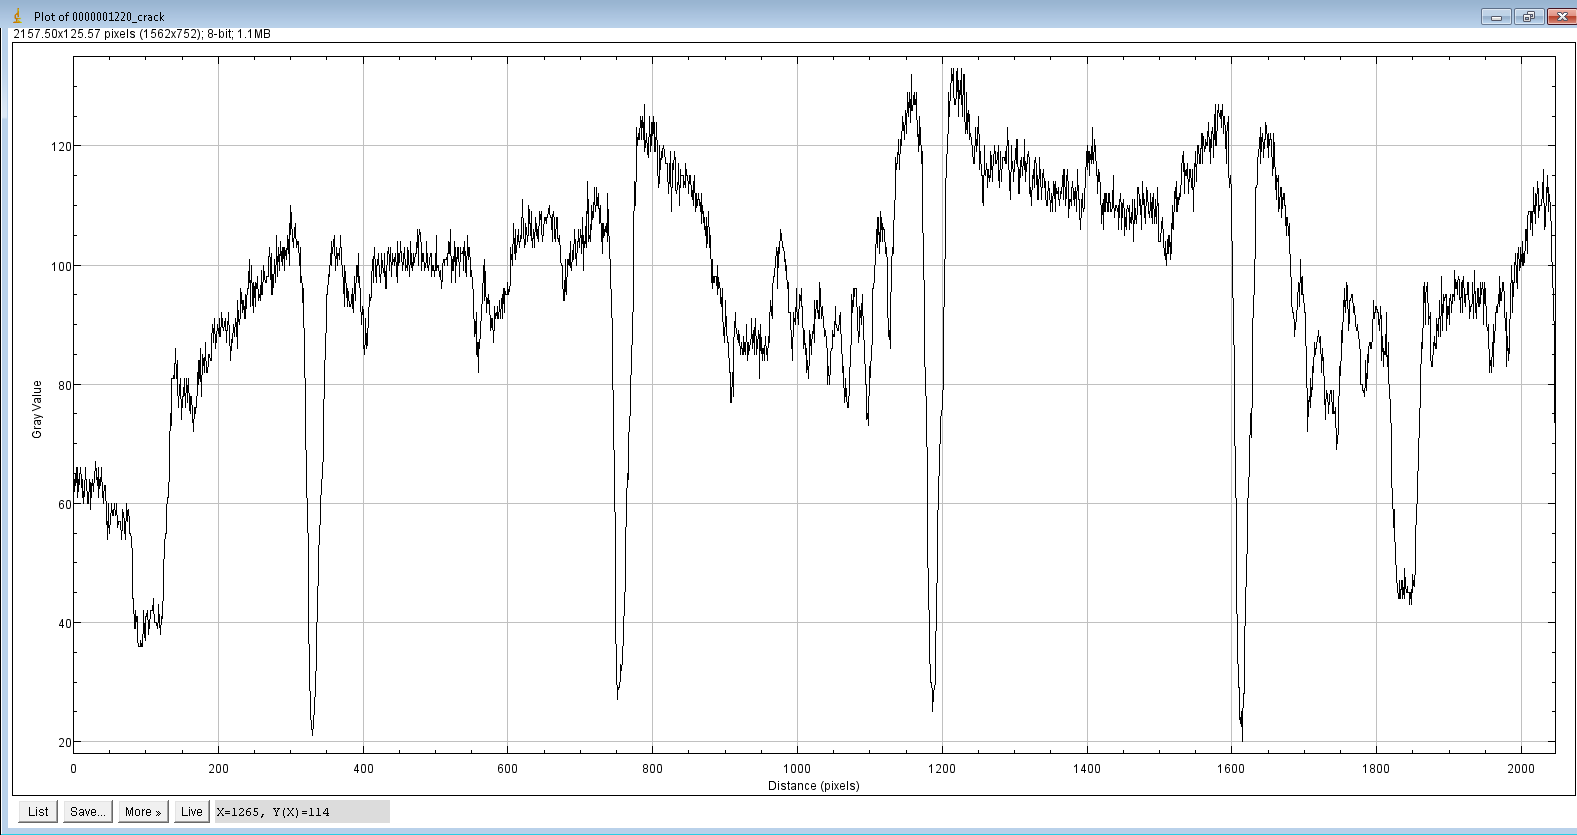 Plot of 0000001220_crack
2157.50x125.57 pixels (1562x752); 8-bit; 1.1MB
120
100
80
60
40
20
Gray Value
0 200 400 600 800 1000 1200 1400 1600 1800 2000
Distance (pixels)
List Save... More » Live X=1265, Y(X)=114